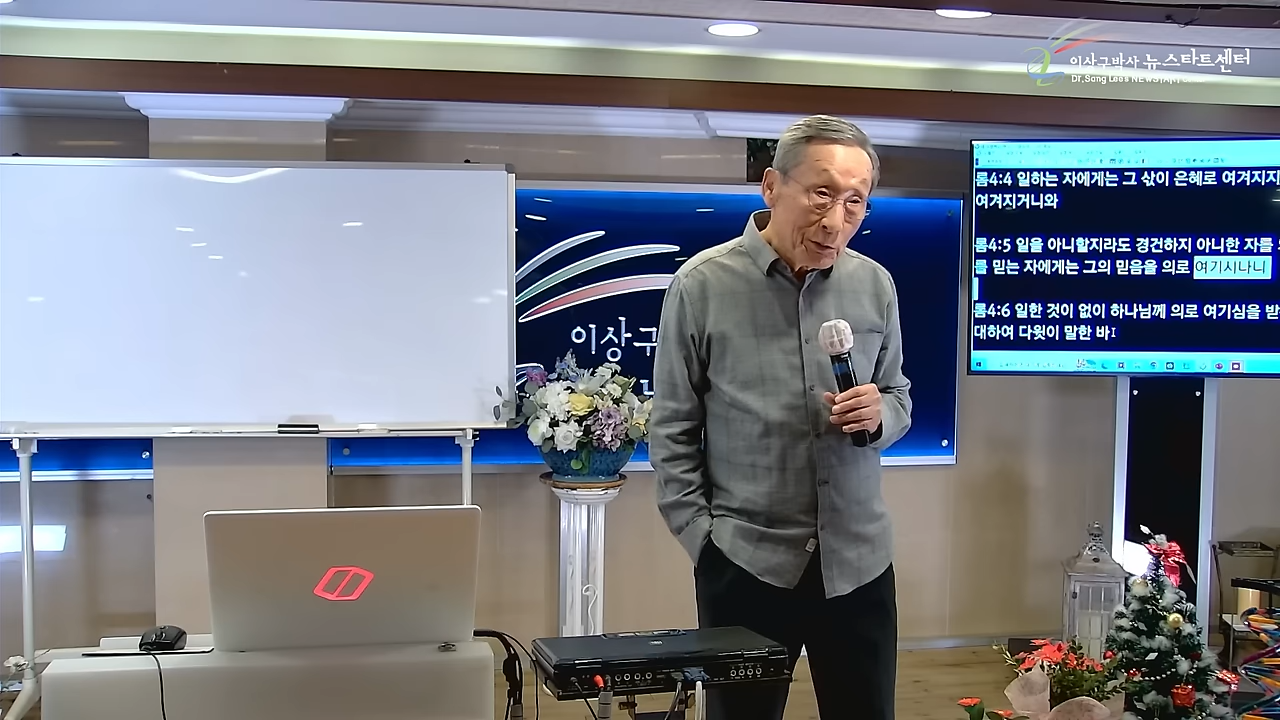 이상구박사 뉴스타트센터
롬4:4 일하는 자에게는 그 삯이 은혜로 여겨지지
여겨지거니와
롬4:5 일을 아니할지라도 경건하지 아니한 자를
를 믿는 자에게는 그의 믿음을 의로 여기시나니
롬4:6 일한 것이 없이 하나님께 의로 여기심을 받
대하여 다윗이 말한 바
이상구